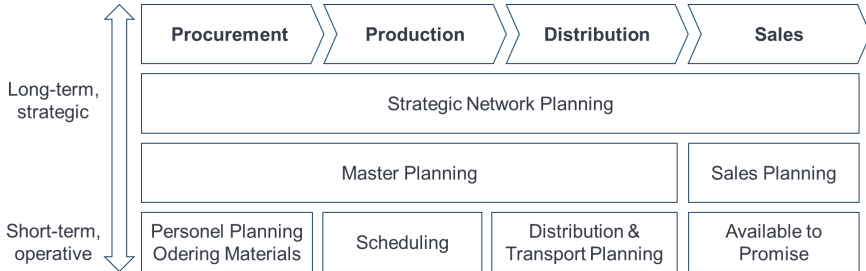 Procurement
Production
Distribution
Sales
Long-term,
strategic
Strategic Network Planning
Master Planning
Sales Planning
Short-term,
operative
Personel Planning
Odering Materials
Scheduling
Distribution &
Transport Planning
Available to
Promise